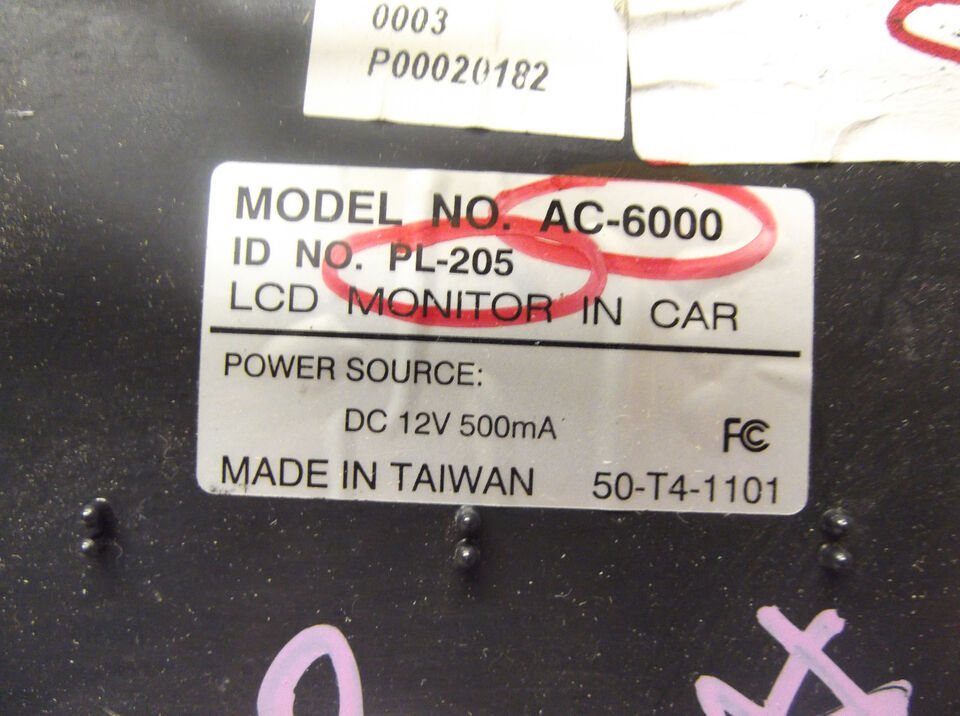 0003
P00020182
MODEL NO. AC-6000
ID NO. PL-205
LCD MONITOR IN CAR
POWER SOURCE:
DC 12V 500mA
FC
MADE IN TAIWAN 50-T4-1101